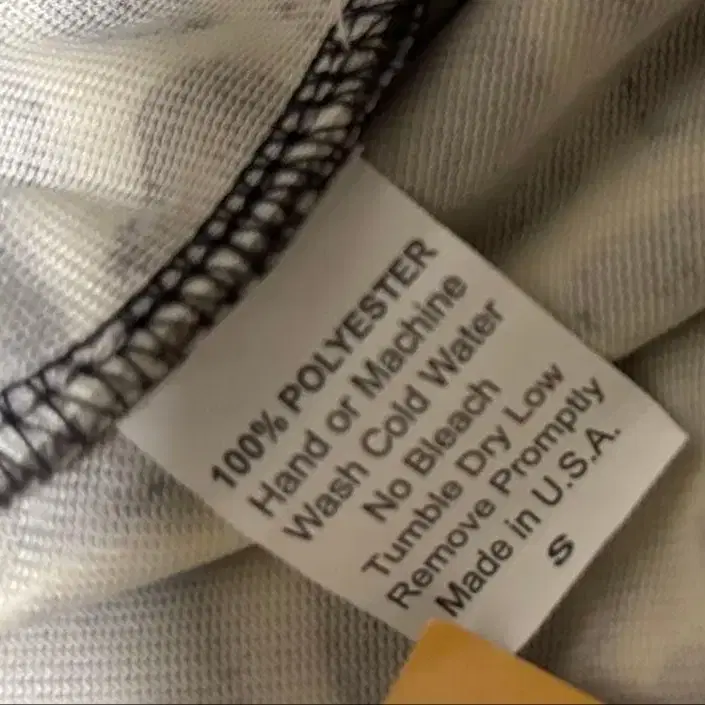 100% POLYESTER
Hand or Machine
Wash Cold Water
No Bleach
Tumble Dry Low
Remove Promptly
Made in U.S.A.
S